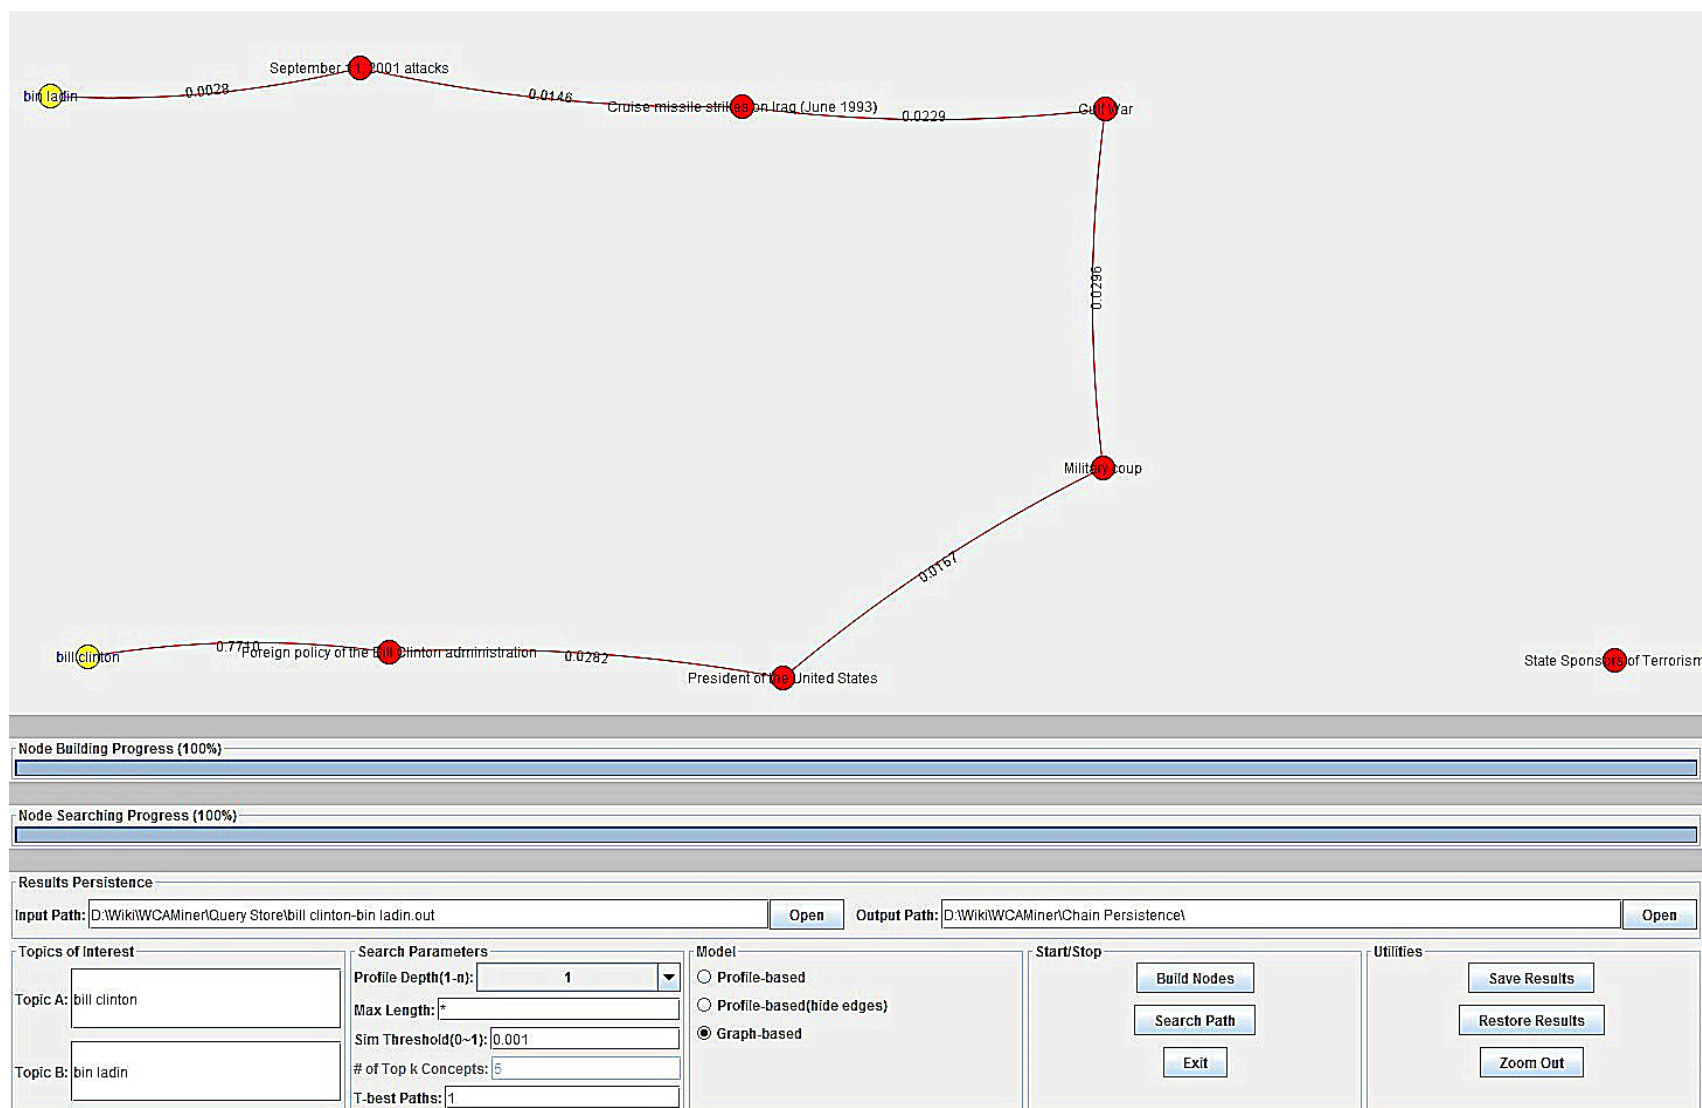 September 11, 2001 attacks
bin ladin
0.0028
0.0146
Cruise missile strikes on Iraq (June 1993)
0.0229
Gulf War
0.0296
Military coup
0.0167
bill clinton
0.7710
Foreign policy of the Bill Clinton administration
0.0282
President of the United States
State Sponsors of Terrorism
Node Building Progress (100%)
Node Searching Progress (100%)
Results Persistence
Input Path: D:\Wiki\WCAMiner\Query Store\bill clinton-bin ladin.out Open Output Path: D:\Wiki\WCAMiner\Chain Persistence\ Open
Topics of Interest
Topic A: bill clinton
Topic B: bin ladin
Search Parameters
Profile Depth(1-n): 1
Max Length: *
Sim Threshold(0~1): 0.001
# of Top k Concepts: 5
T-best Paths: 1
Model
Profile-based
Profile-based(hide edges)
Graph-based
Start/Stop
Build Nodes
Search Path
Exit
Utilities
Save Results
Restore Results
Zoom Out